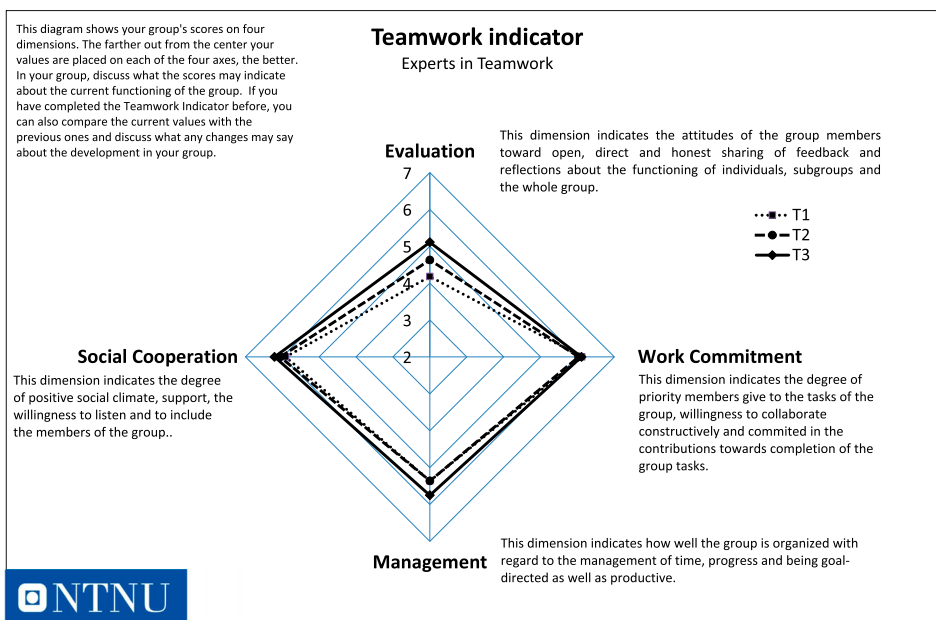 This diagram shows your group's scores on four
dimensions. The farther out from the center your
values are placed on each of the four axes, the better.
In your group, discuss what the scores may indicate
about the current functioning of the group.  If you
have completed the Teamwork Indicator before, you
can also compare the current values with the
previous ones and discuss what any changes may say
about the development in your group.
Teamwork indicator
Experts in Teamwork
Evaluation
This dimension indicates the attitudes of the group members
toward open, direct and honest sharing of feedback and
reflections about the functioning of individuals, subgroups and
the whole group.
7
6
5
4
3
2
T1
T2
T3
Social Cooperation
This dimension indicates the degree
of positive social climate, support, the
willingness to listen and to include
the members of the group..
Work Commitment
This dimension indicates the degree of
priority members give to the tasks of the
group, willingness to collaborate
constructively and commited in the
contributions towards completion of the
group tasks.
Management
This dimension indicates how well the group is organized with
regard to the management of time, progress and being goal-
directed as well as productive.
NTNU